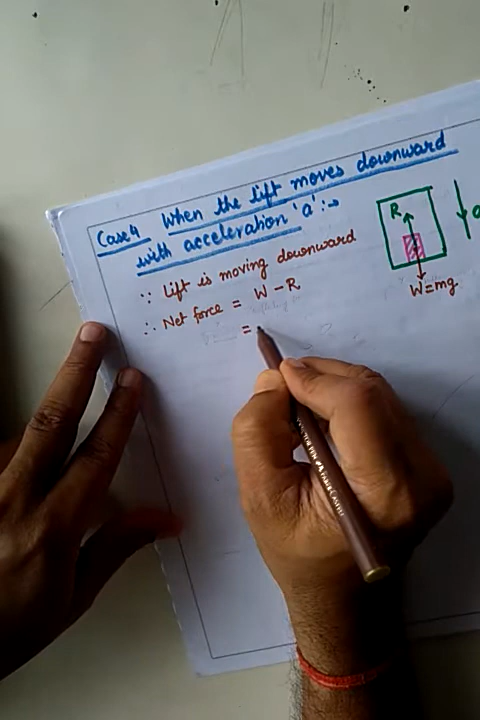 Case 4 When the lift moves downward
with acceleration 'a' :→
∵ Lift is moving downward
∴ Net force = W - R
=
R
a
W=mg